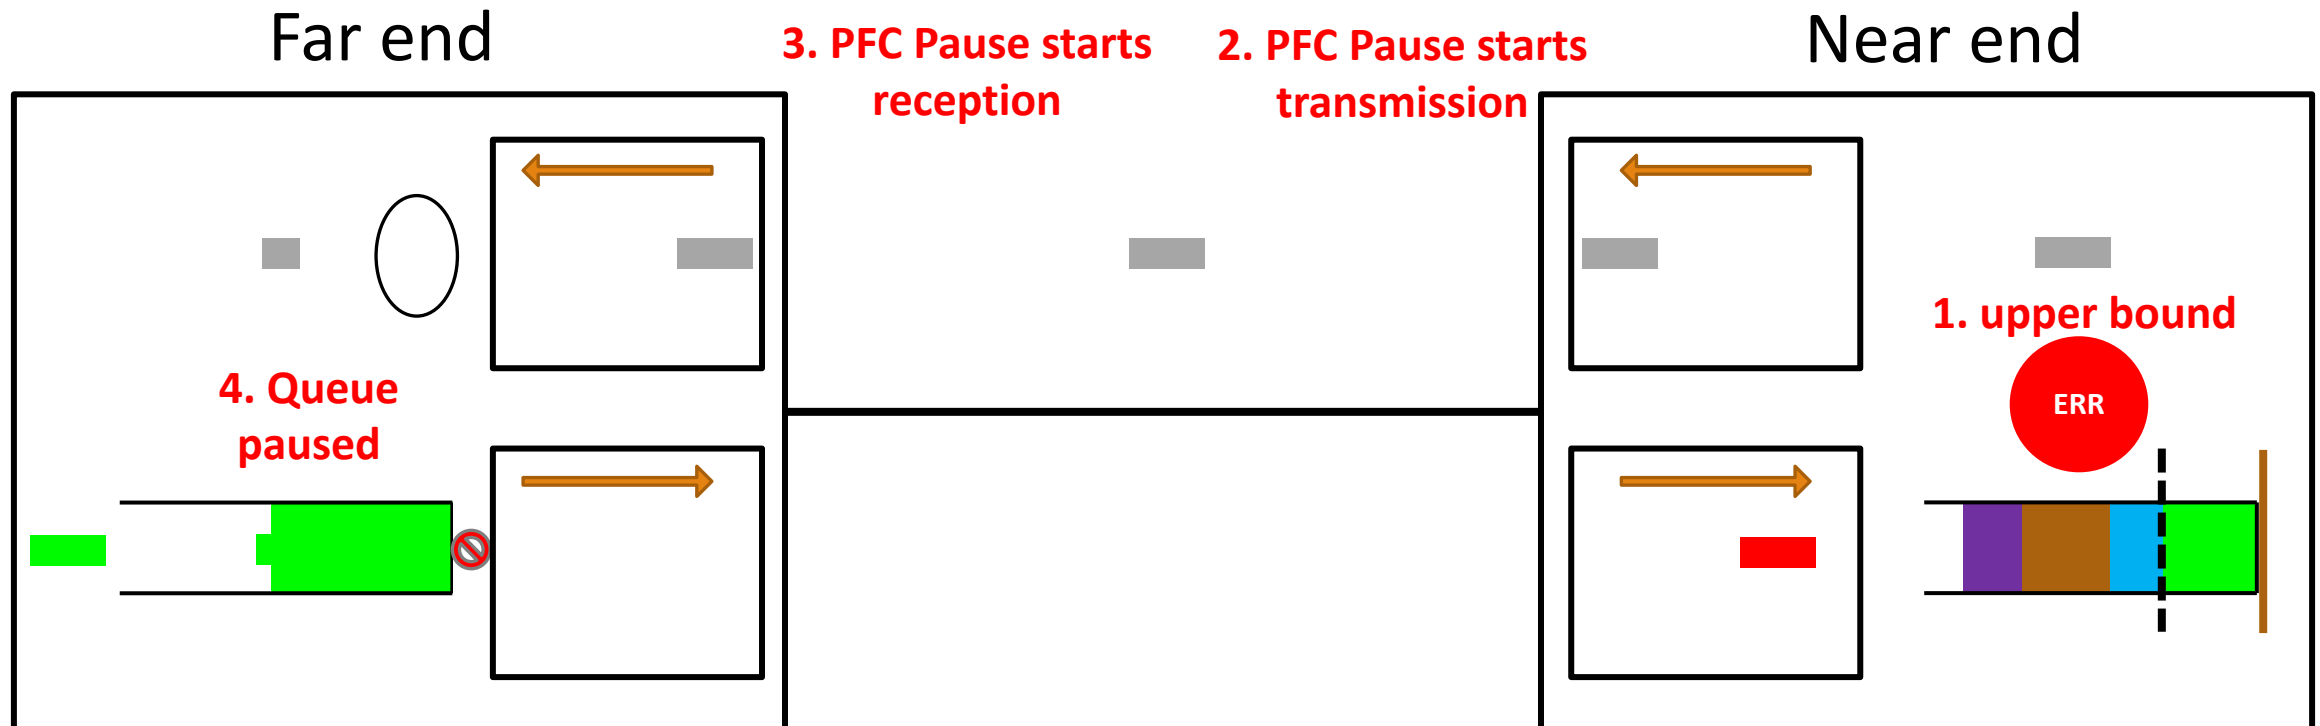 Far end
3. PFC Pause starts
reception
2. PFC Pause starts
transmission
Near end
1. upper bound
ERR
4. Queue
paused